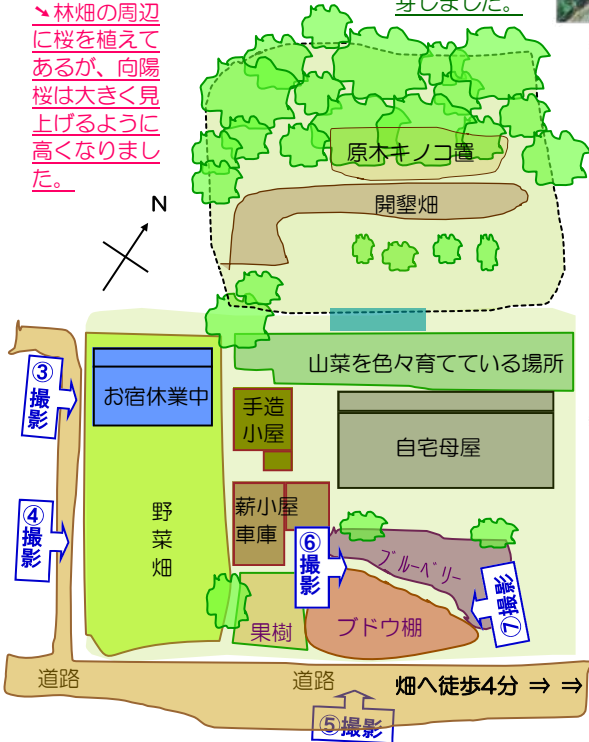 ↘林畑の周辺
に桜を植えて
あるが、向陽
桜は大きく見
上げるように
高くなりまし
た。
身しました。
N
原木キノコ置
開墾畑
山菜を色々育てている場所
③
撮影
お宿休業中
手造
小屋
自宅母屋
④
撮影
野菜畑
薪小屋
車庫
⑥
撮影
ブルーベリー
⑦撮影
果樹
ブドウ棚
道路
道路
畑へ徒歩4分 ⇒ ⇒
⑤撮影